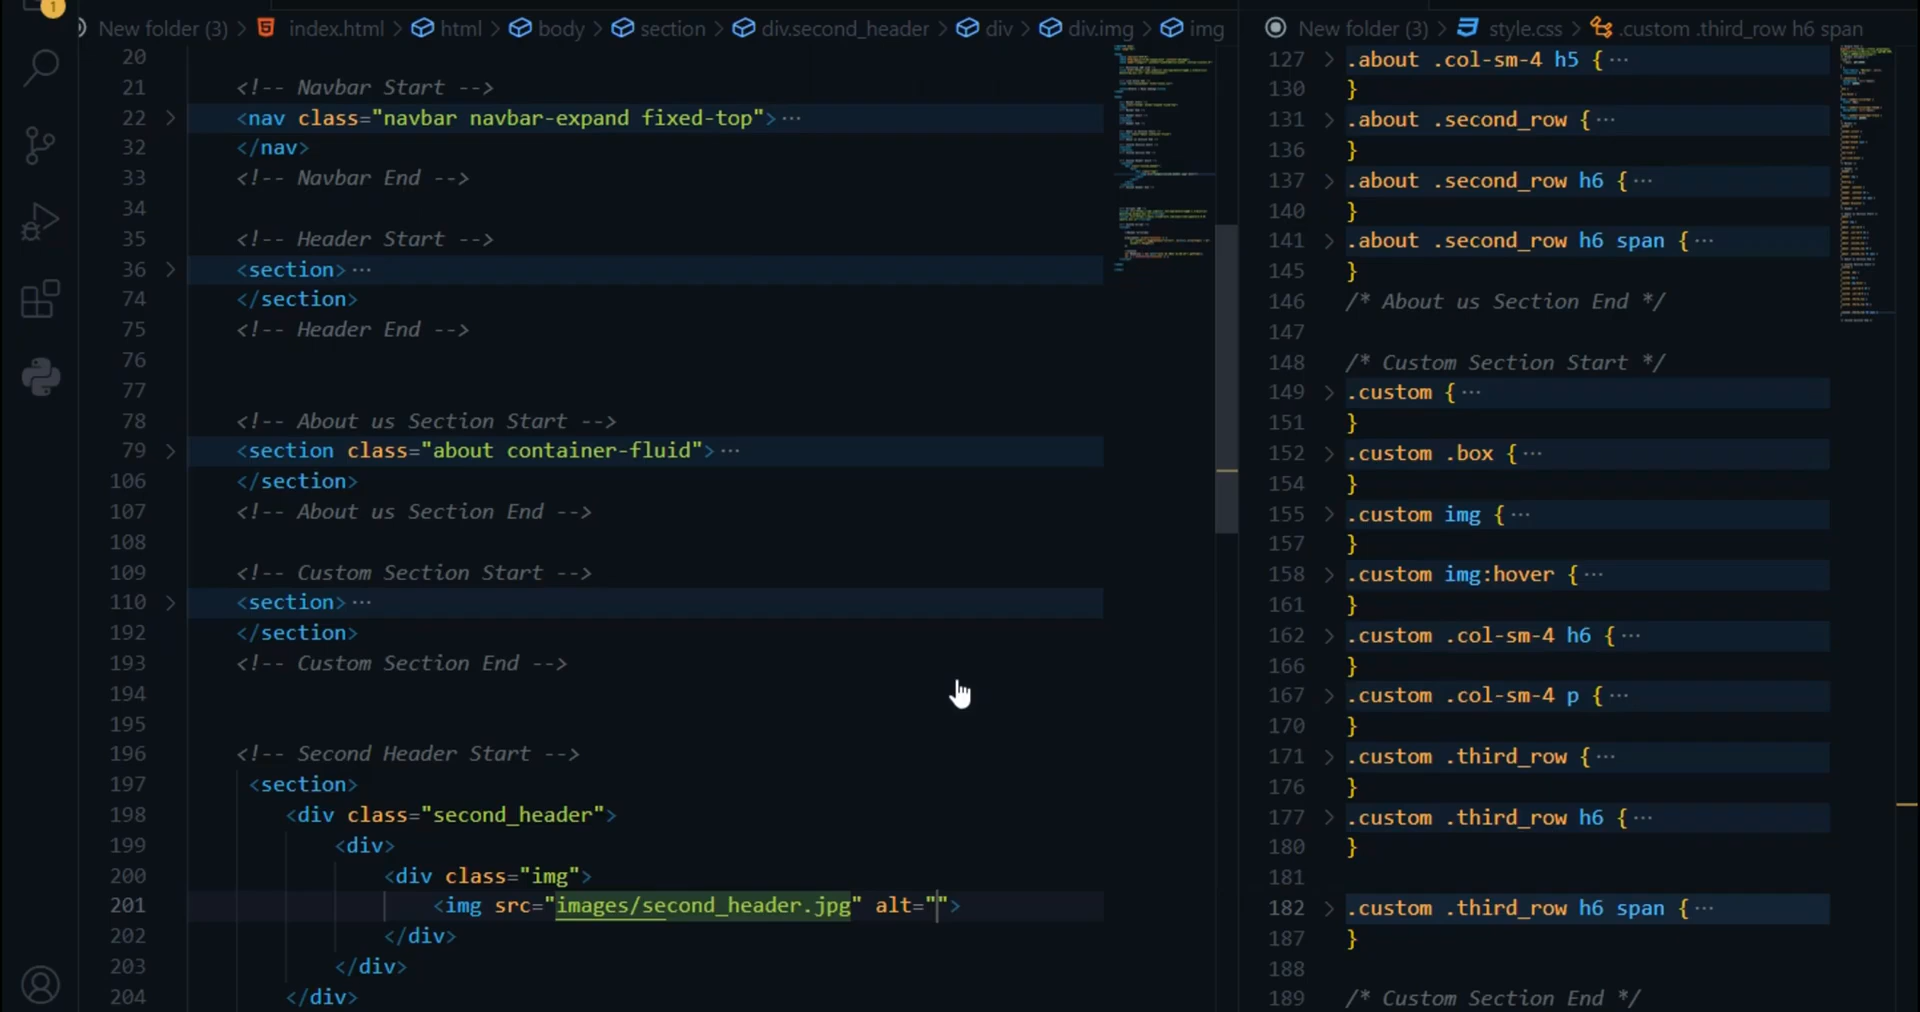 1
New folder (3) > index.html > html > body > section > div.second_header > div > div.img > img
20
21 <!-- Navbar Start -->
22 <nav class="navbar navbar-expand fixed-top">···
32 </nav>
33 <!-- Navbar End -->
34
35 <!-- Header Start -->
36 <section>···
74 </section>
75 <!-- Header End -->
76
77
78 <!-- About us Section Start -->
79 <section class="about container-fluid">···
106 </section>
107 <!-- About us Section End -->
108
109 <!-- Custom Section Start -->
110 <section>···
192 </section>
193 <!-- Custom Section End -->
194
195
196 <!-- Second Header Start -->
197 <section>
198 <div class="second_header">
199 <div>
200 <div class="img">
201 <img src="images/second_header.jpg" alt="">
202 </div>
203 </div>
204 </div>
New folder (3) > style.css > .custom .third_row h6 span
127 .about .col-sm-4 h5 {···
130 }
131 .about .second_row {···
136 }
137 .about .second_row h6 {···
140 }
141 .about .second_row h6 span {···
145 }
146 /* About us Section End */
147
148 /* Custom Section Start */
149 .custom {···
151 }
152 .custom .box {···
154 }
155 .custom img {···
157 }
158 .custom img:hover {···
161 }
162 .custom .col-sm-4 h6 {···
166 }
167 .custom .col-sm-4 p {···
170 }
171 .custom .third_row {···
176 }
177 .custom .third_row h6 {···
180 }
181
182 .custom .third_row h6 span {···
187 }
188
189 /* Custom Section End */